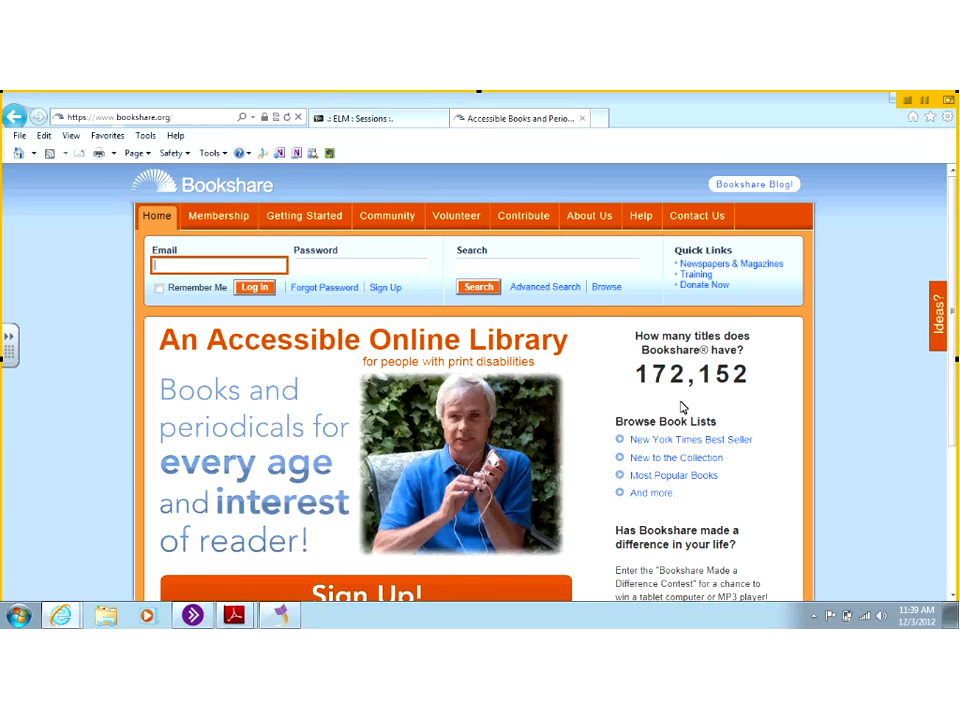 https://www.bookshare.org/
.: ELM : Sessions :.
Accessible Books and Perio...
File Edit View Favorites Tools Help
Page Safety Tools
Bookshare
Bookshare Blog!
Home Membership Getting Started Community Volunteer Contribute About Us Help Contact Us
Email Password Search Quick Links
Newspapers & Magazines
Training
Donate Now
Remember Me Log In Forgot Password Sign Up Search Advanced Search Browse
Ideas?
An Accessible Online Library
for people with print disabilities
Books and
periodicals for
every age
and interest
of reader!
Sign Up!
How many titles does
Bookshare® have?
172,152
Browse Book Lists
New York Times Best Seller
New to the Collection
Most Popular Books
And more...
Has Bookshare made a
difference in your life?
Enter the "Bookshare Made a
Difference Contest" for a chance to
win a tablet computer or MP3 player!
11:39 AM
12/3/2012